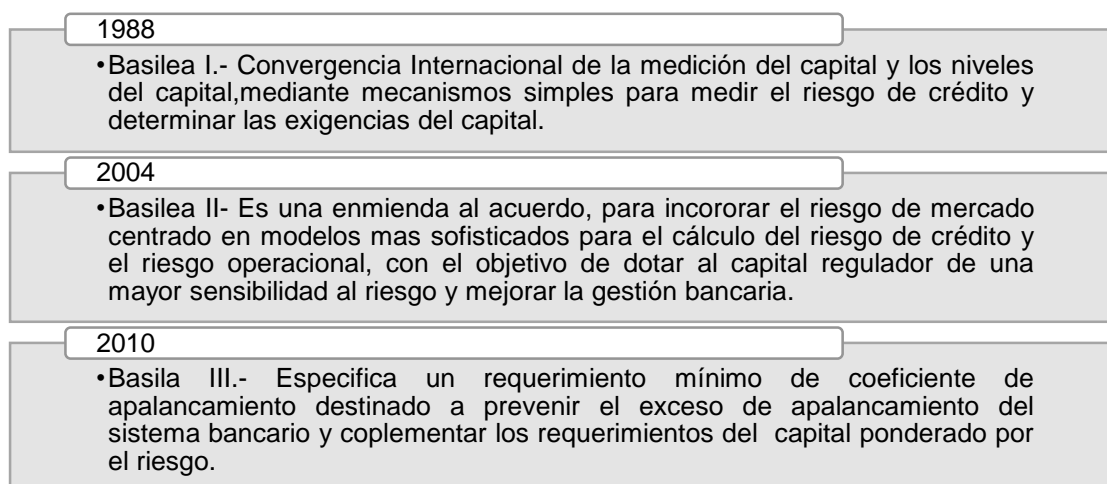 1988
•Basilea I.- Convergencia Internacional de la medición del capital y los niveles
del capital,mediante mecanismos simples para medir el riesgo de crédito y
determinar las exigencias del capital.
2004
•Basilea II- Es una enmienda al acuerdo, para incororar el riesgo de mercado
centrado en modelos mas sofisticados para el cálculo del riesgo de crédito y
el riesgo operacional, con el objetivo de dotar al capital regulador de una
mayor sensibilidad al riesgo y mejorar la gestión bancaria.
2010
•Basila III.- Especifica un requerimiento mínimo de coeficiente de
apalancamiento destinado a prevenir el exceso de apalancamiento del
sistema bancario y coplementar los requerimientos del capital ponderado por
el riesgo.